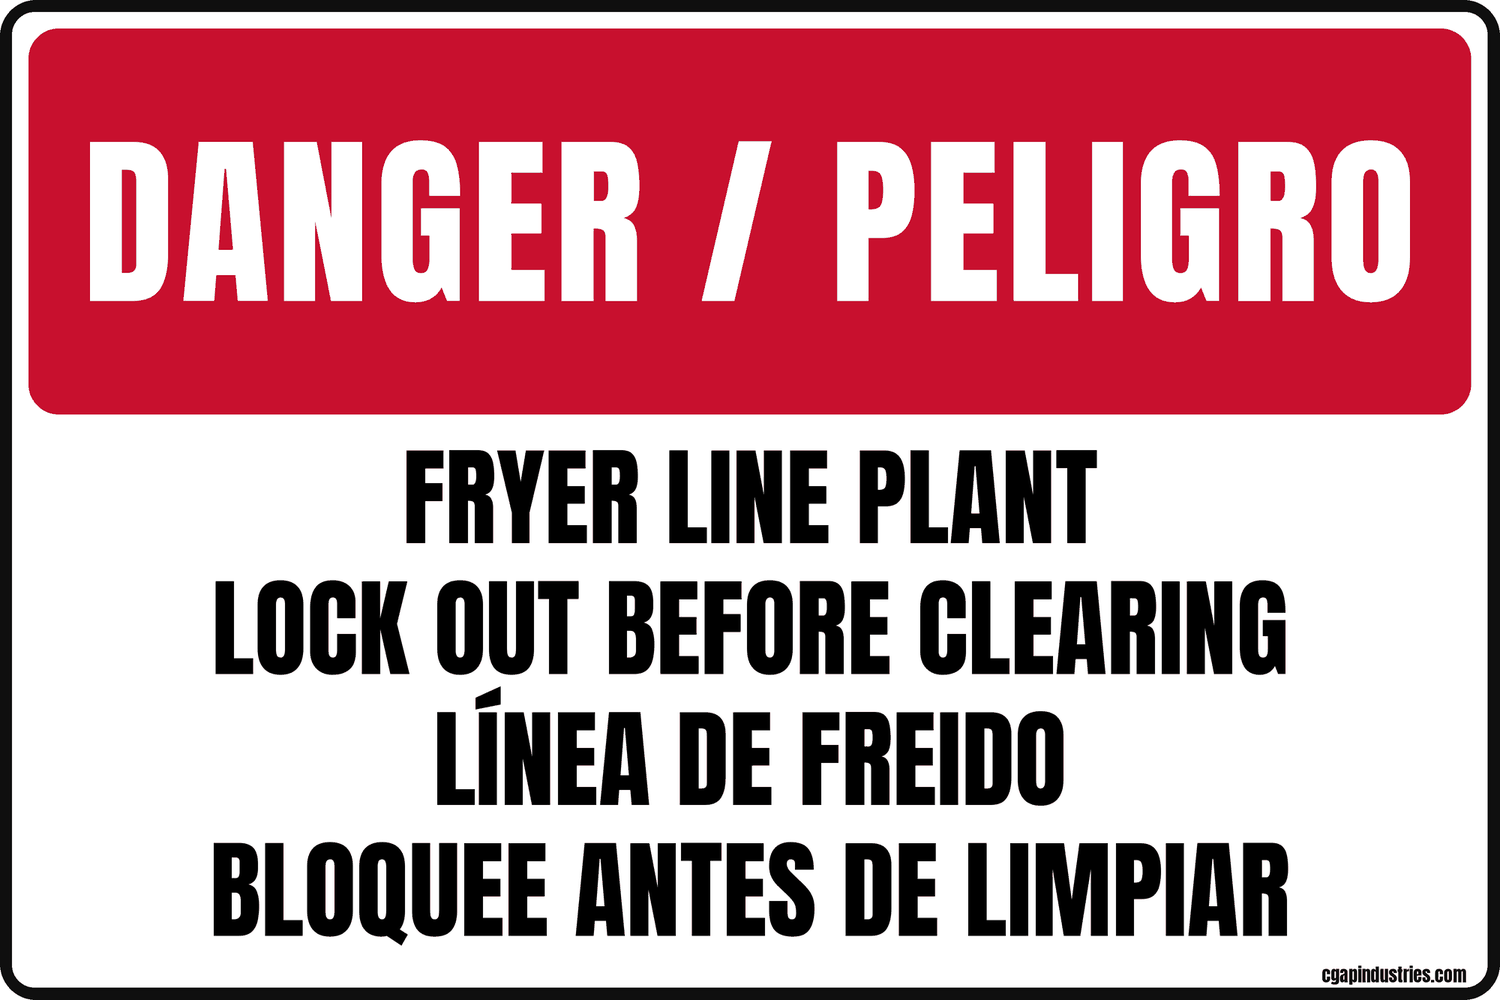 DANGER / PELIGRO
FRYER LINE PLANT
LOCK OUT BEFORE CLEARING
LÍNEA DE FREIDO
BLOQUEE ANTES DE LIMPIAR
cgapindustries.com